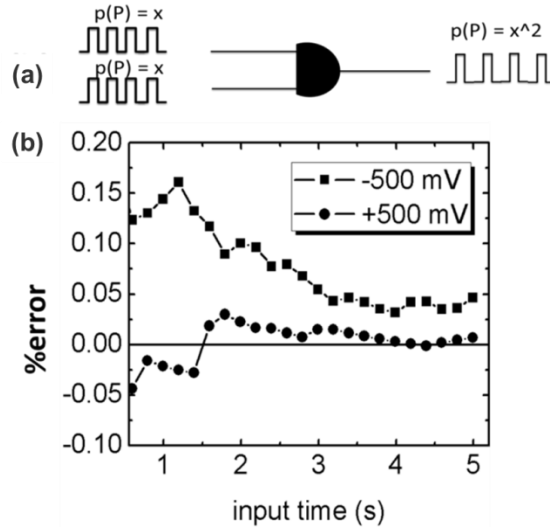 p(P) = x
p(P) = x^2
(a)
p(P) = x
(b)
0.20
0.15
0.10
0.05
0.00
-0.05
-0.10
%error
-500 mV
+500 mV
1 2 3 4 5
input time (s)